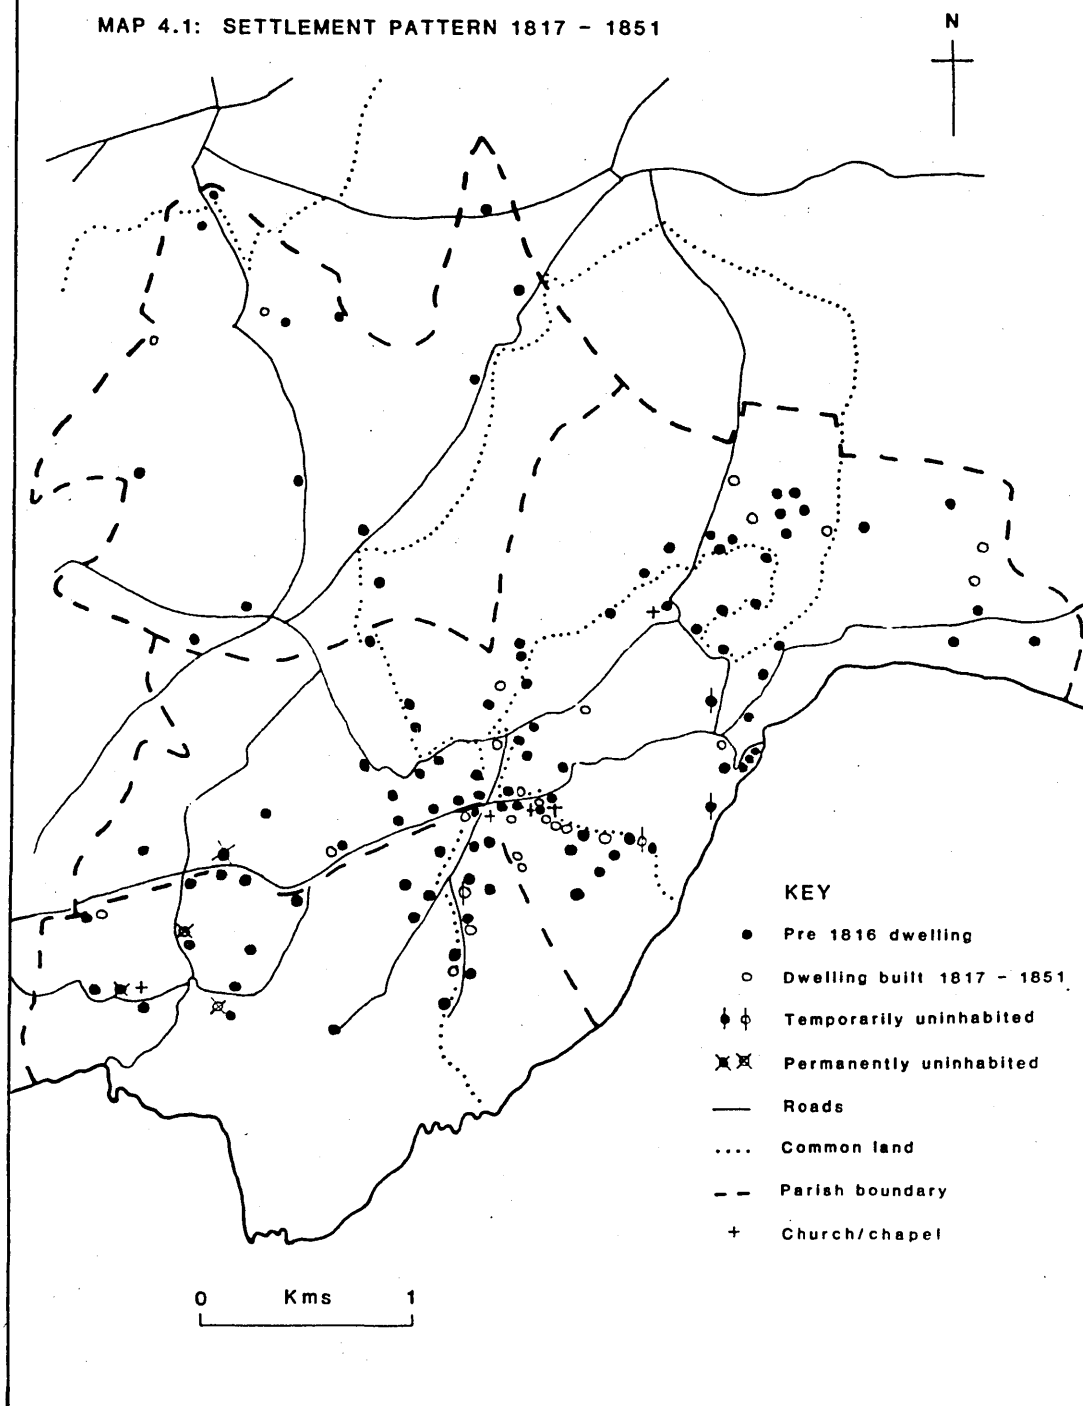 MAP 4.1: SETTLEMENT PATTERN 1817 - 1851
N
KEY
Pre 1816 dwelling
Dwelling built 1817 - 1851
Temporarily uninhabited
Permanently uninhabited
Roads
Common land
Parish boundary
Church/chapel
0 Kms 1